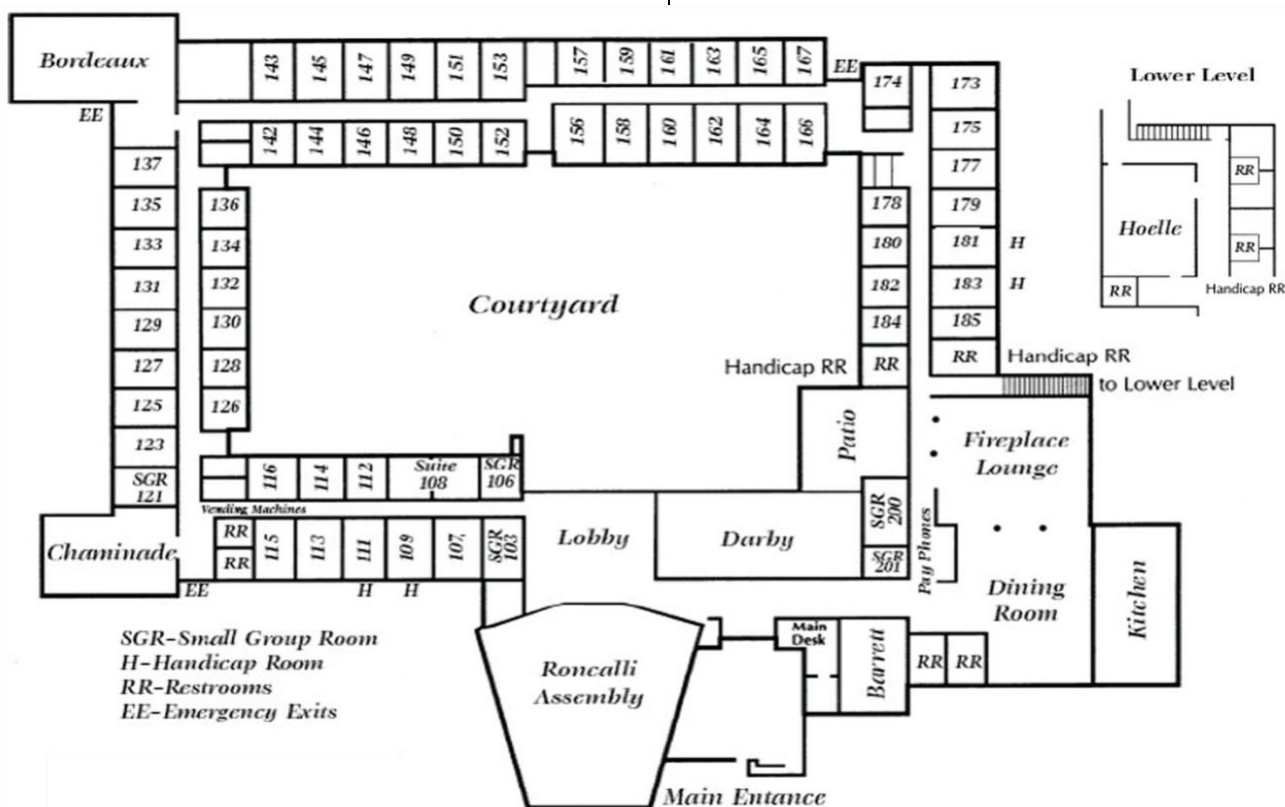 Bordeaux
143 145 147 149 151 153 157 159 161 163 165 167
EE
174
173
Lower Level
EE
142 144 146 148 150 152 156 158 160 162 164 166
175
137
177
RR
135
136
178
179
133
134
180
181 H
Hoelle
RR
131
132
182
183 H
RR
Handicap RR
Courtyard
129
130
184
185
127
128
Handicap RR
RR
RR
Handicap RR
to Lower Level
125
126
123
Patio
Fireplace
Lounge
SGR
121
116 114 112
Suite
108
SGR
106
SGR 200
Vending Machines
Chaminade
RR
RR
115 113 111 109 107,
SGR
103
Lobby
Darby
SGR
201
Pay Phones
EE
H H
Dining
Room
Kitchen
SGR-Small Group Room
H-Handicap Room
RR-Restrooms
EE-Emergency Exits
Roncalli
Assembly
Main
Desk
Barrett
RR RR
Main Entance